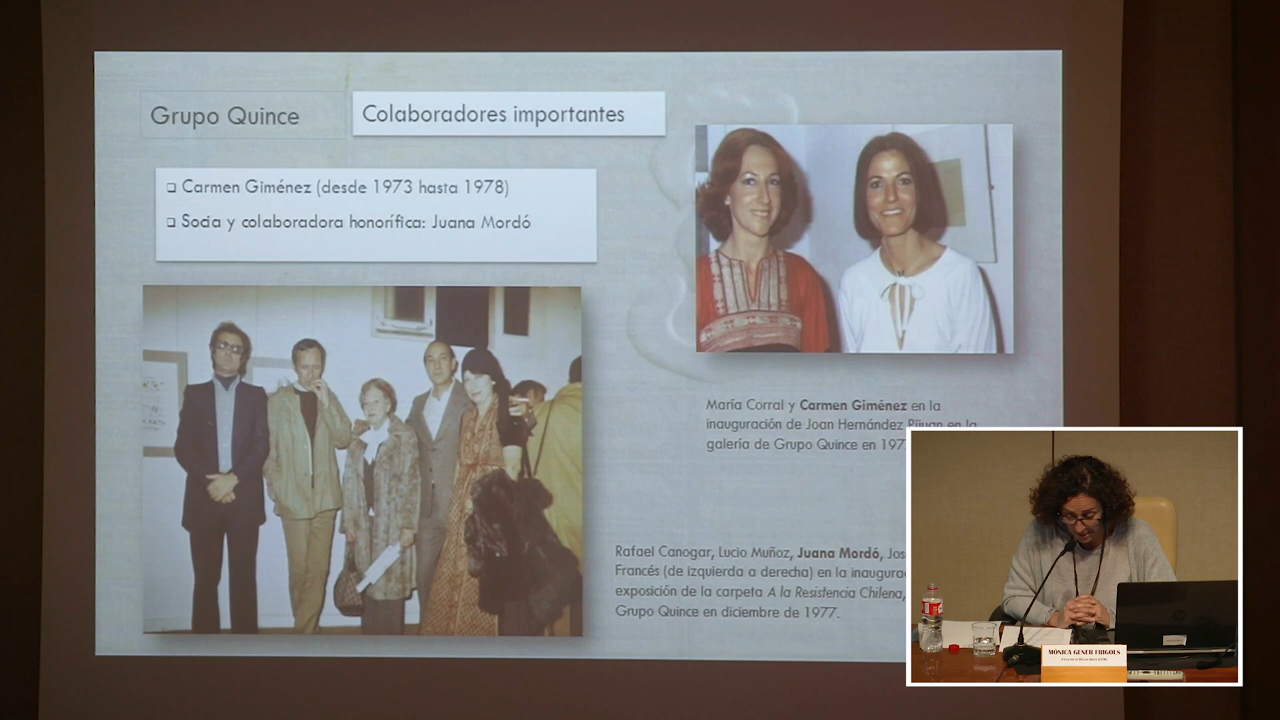 Grupo Quince
Colaboradores importantes
❑ Carmen Giménez (desde 1973 hasta 1978)
❑ Socia y colaboradora honorífica: Juana Mordó
María Corral y Carmen Giménez en la
inauguración de Joan Hernández Pijuan en la
galería de Grupo Quince en 197
Rafael Canogar, Lucio Muñoz, Juana Mordó,
Francés (de izquierda a derecha) en la
exposición de la carpeta A la Resistencia Chilena,
Grupo Quince en diciembre de 1977.
MÓNICA GENER FRIGOLS